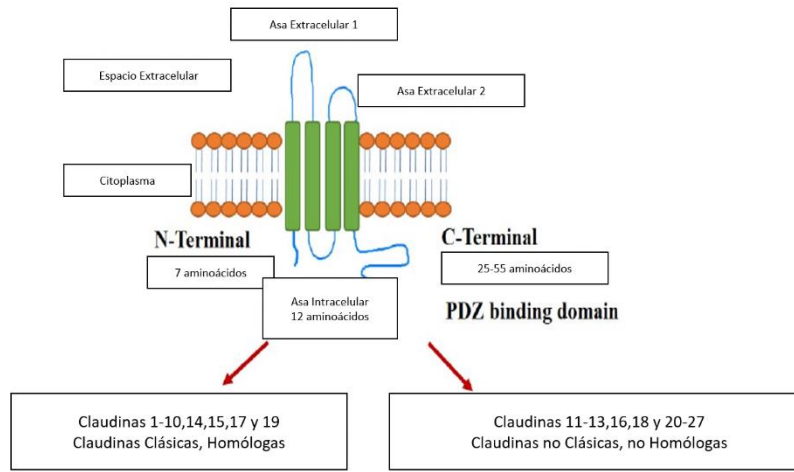 Asa Extracelular 1
Espacio Extracelular
Asa Extracelular 2
Citoplasma
N-Terminal
C-Terminal
7 aminoácidos
25-55 aminoácidos
Asa Intracelular
12 aminoácidos
PDZ binding domain
Claudinas 1-10,14,15,17 y 19
Claudinas Clásicas, Homólogas
Claudinas 11-13,16,18 y 20-27
Claudinas no Clásicas, no Homólogas